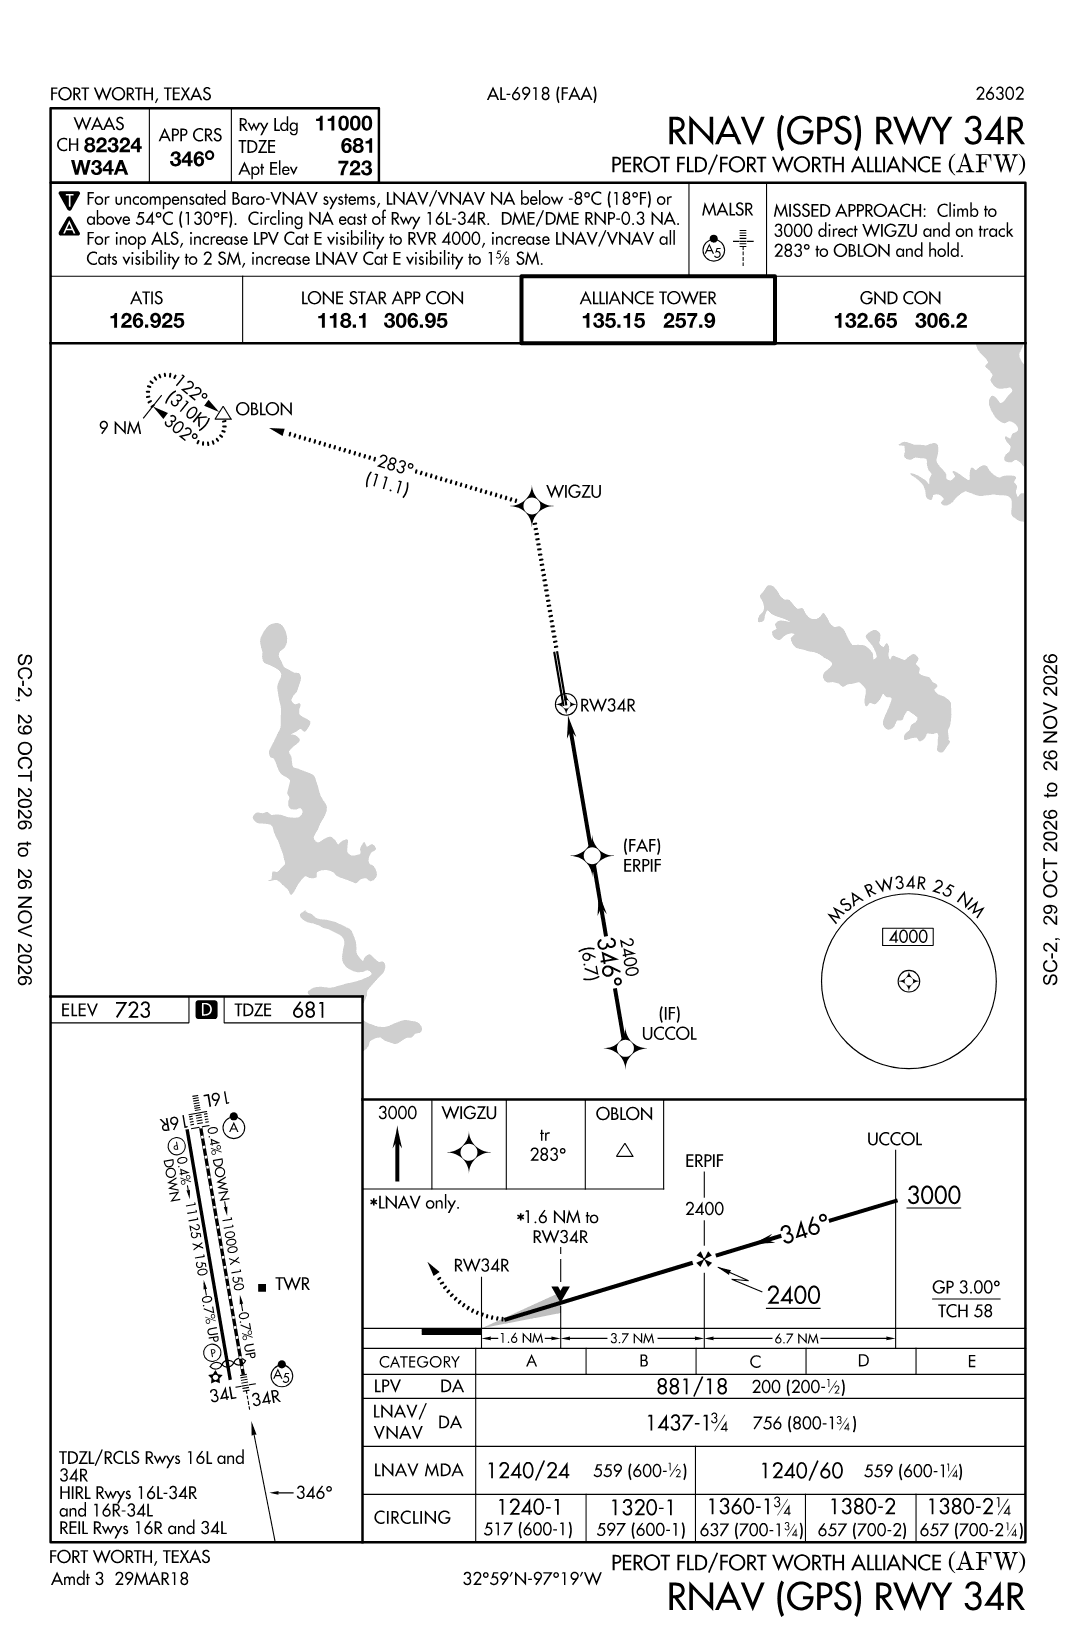 FORT WORTH, TEXAS
AL-6918 (FAA)
26302
WAAS
CH 82324
W34A
APP CRS
346°
Rwy Ldg 11000
TDZE 681
Apt Elev 723
RNAV (GPS) RWY 34R
PEROT FLD/FORT WORTH ALLIANCE (AFW)
T
A
For uncompensated Baro-VNAV systems, LNAV/VNAV NA below -8°C (18°F) or
above 54°C (130°F). Circling NA east of Rwy 16L-34R. DME/DME RNP-0.3 NA.
For inop ALS, increase LPV Cat E visibility to RVR 4000, increase LNAV/VNAV all
Cats visibility to 2 SM, increase LNAV Cat E visibility to 1⅝ SM.
MALSR
A5
MISSED APPROACH: Climb to
3000 direct WIGZU and on track
283° to OBLON and hold.
ATIS
126.925
LONE STAR APP CON
118.1 306.95
ALLIANCE TOWER
135.15 257.9
GND CON
132.65 306.2
122°
(310K)
302°
9 NM
OBLON
283°
(11.1)
WIGZU
RW34R
(FAF)
ERPIF
2400
346°
(6.7)
(IF)
UCCOL
MSA RW34R 25 NM
4000
SC-2, 29 OCT 2026 to 26 NOV 2026
SC-2, 29 OCT 2026 to 26 NOV 2026
ELEV 723
D
TDZE 681
16L
16R
A
P
0.4% DOWN
0.4% DOWN
11125 X 150
11000 X 150
0.7% UP
0.7% UP
P
TWR
A5
34L
34R
346°
TDZL/RCLS Rwys 16L and
34R
HIRL Rwys 16L-34R
and 16R-34L
REIL Rwys 16R and 34L
3000
WIGZU
tr
283°
OBLON
*LNAV only.
*1.6 NM to
RW34R
RW34R
ERPIF
2400
UCCOL
3000
346°
2400
GP 3.00°
TCH 58
1.6 NM
3.7 NM
6.7 NM
CATEGORY A B C D E
LPV DA 881/18 200 (200-½)
LNAV/
VNAV DA 1437-1¾ 756 (800-1¾)
LNAV MDA 1240/24 559 (600-½) 1240/60 559 (600-1¼)
CIRCLING
1240-1 1320-1 1360-1¾ 1380-2 1380-2¼
517 (600-1) 597 (600-1) 637 (700-1¾) 657 (700-2) 657 (700-2¼)
FORT WORTH, TEXAS
Amdt 3 29MAR18
32°59'N-97°19'W
PEROT FLD/FORT WORTH ALLIANCE (AFW)
RNAV (GPS) RWY 34R